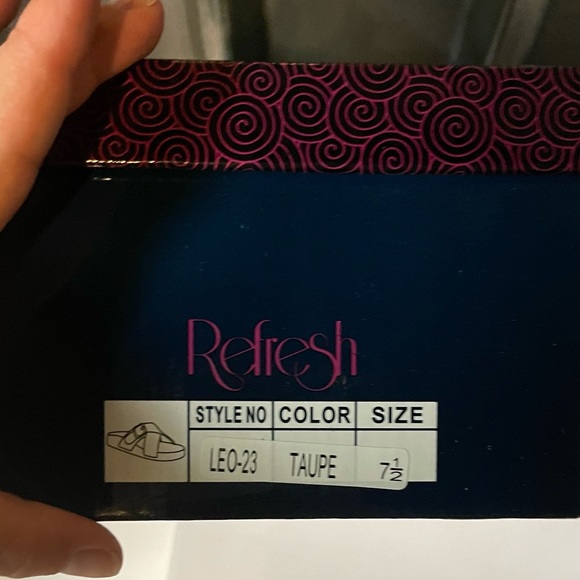 Refresh
STYLE NO COLOR SIZE
LEO-23 TAUPE 7½